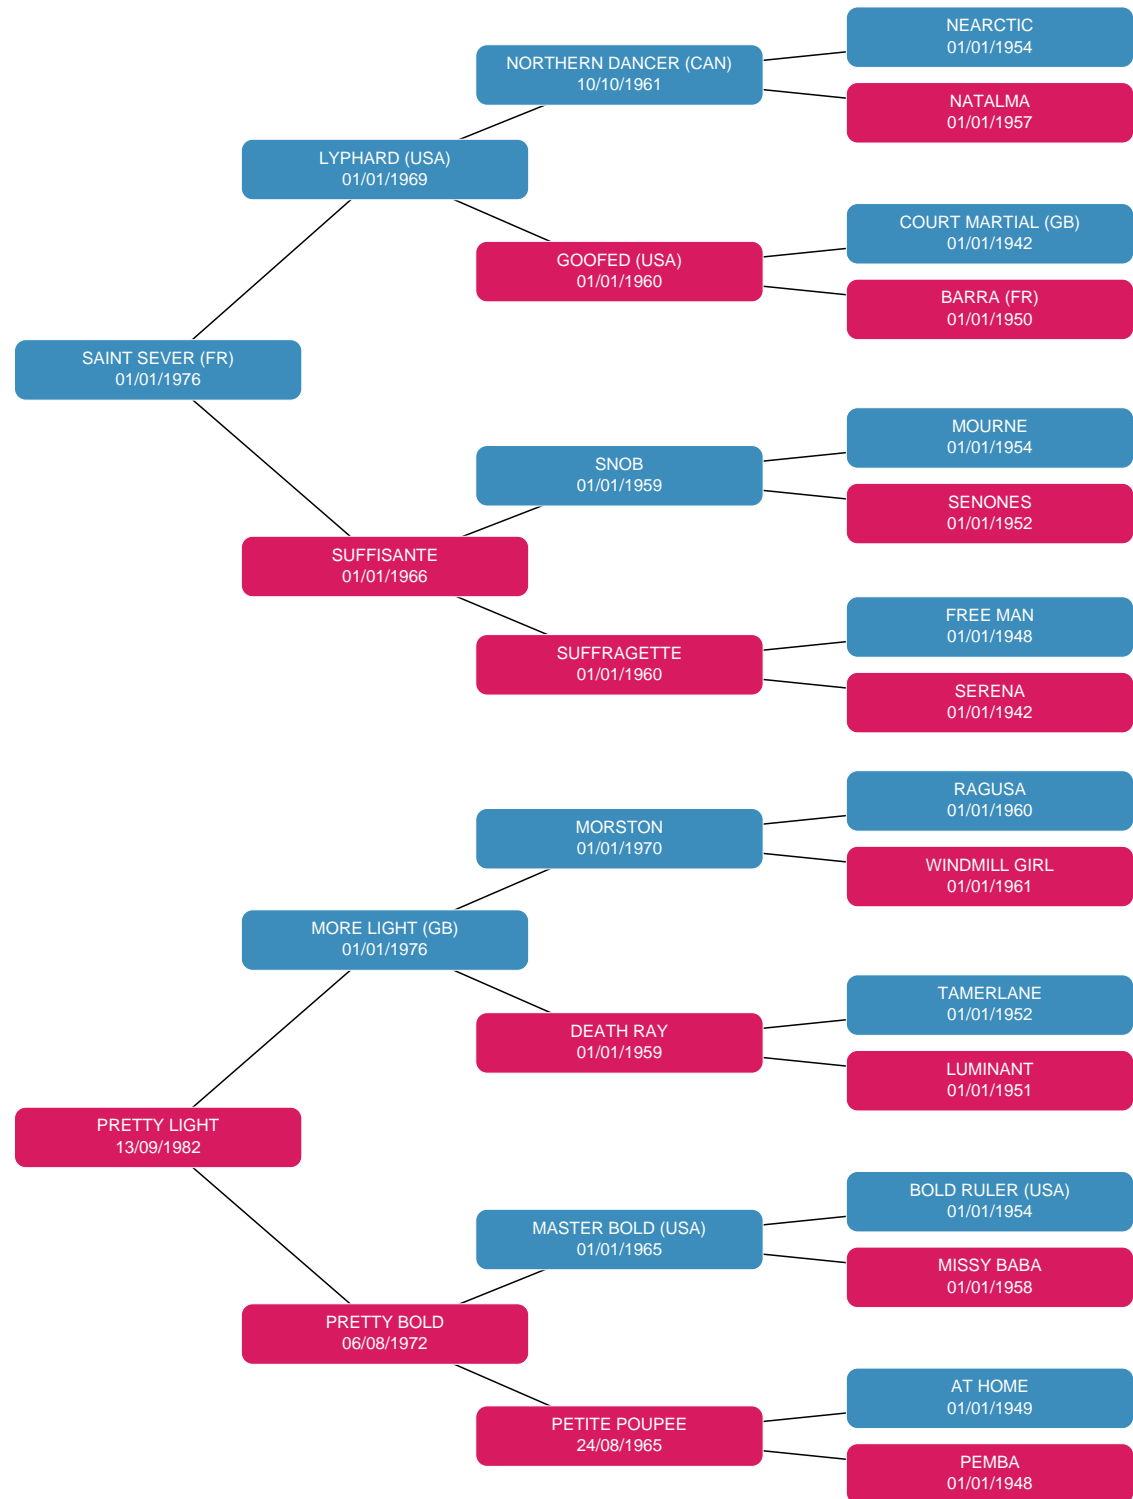 NEARCTIC
01/01/1954
NORTHERN DANCER (CAN)
10/10/1961
NATALMA
01/01/1957
LYPHARD (USA)
01/01/1969
COURT MARTIAL (GB)
01/01/1942
GOOFED (USA)
01/01/1960
BARRA (FR)
01/01/1950
SAINT SEVER (FR)
01/01/1976
MOURNE
01/01/1954
SNOB
01/01/1959
SENONES
01/01/1952
SUFFISANTE
01/01/1966
FREE MAN
01/01/1948
SUFFRAGETTE
01/01/1960
SERENA
01/01/1942
RAGUSA
01/01/1960
MORSTON
01/01/1970
WINDMILL GIRL
01/01/1961
MORE LIGHT (GB)
01/01/1976
TAMERLANE
01/01/1952
DEATH RAY
01/01/1959
LUMINANT
01/01/1951
PRETTY LIGHT
13/09/1982
BOLD RULER (USA)
01/01/1954
MASTER BOLD (USA)
01/01/1965
MISSY BABA
01/01/1958
PRETTY BOLD
06/08/1972
AT HOME
01/01/1949
PETITE POUPEE
24/08/1965
PEMBA
01/01/1948